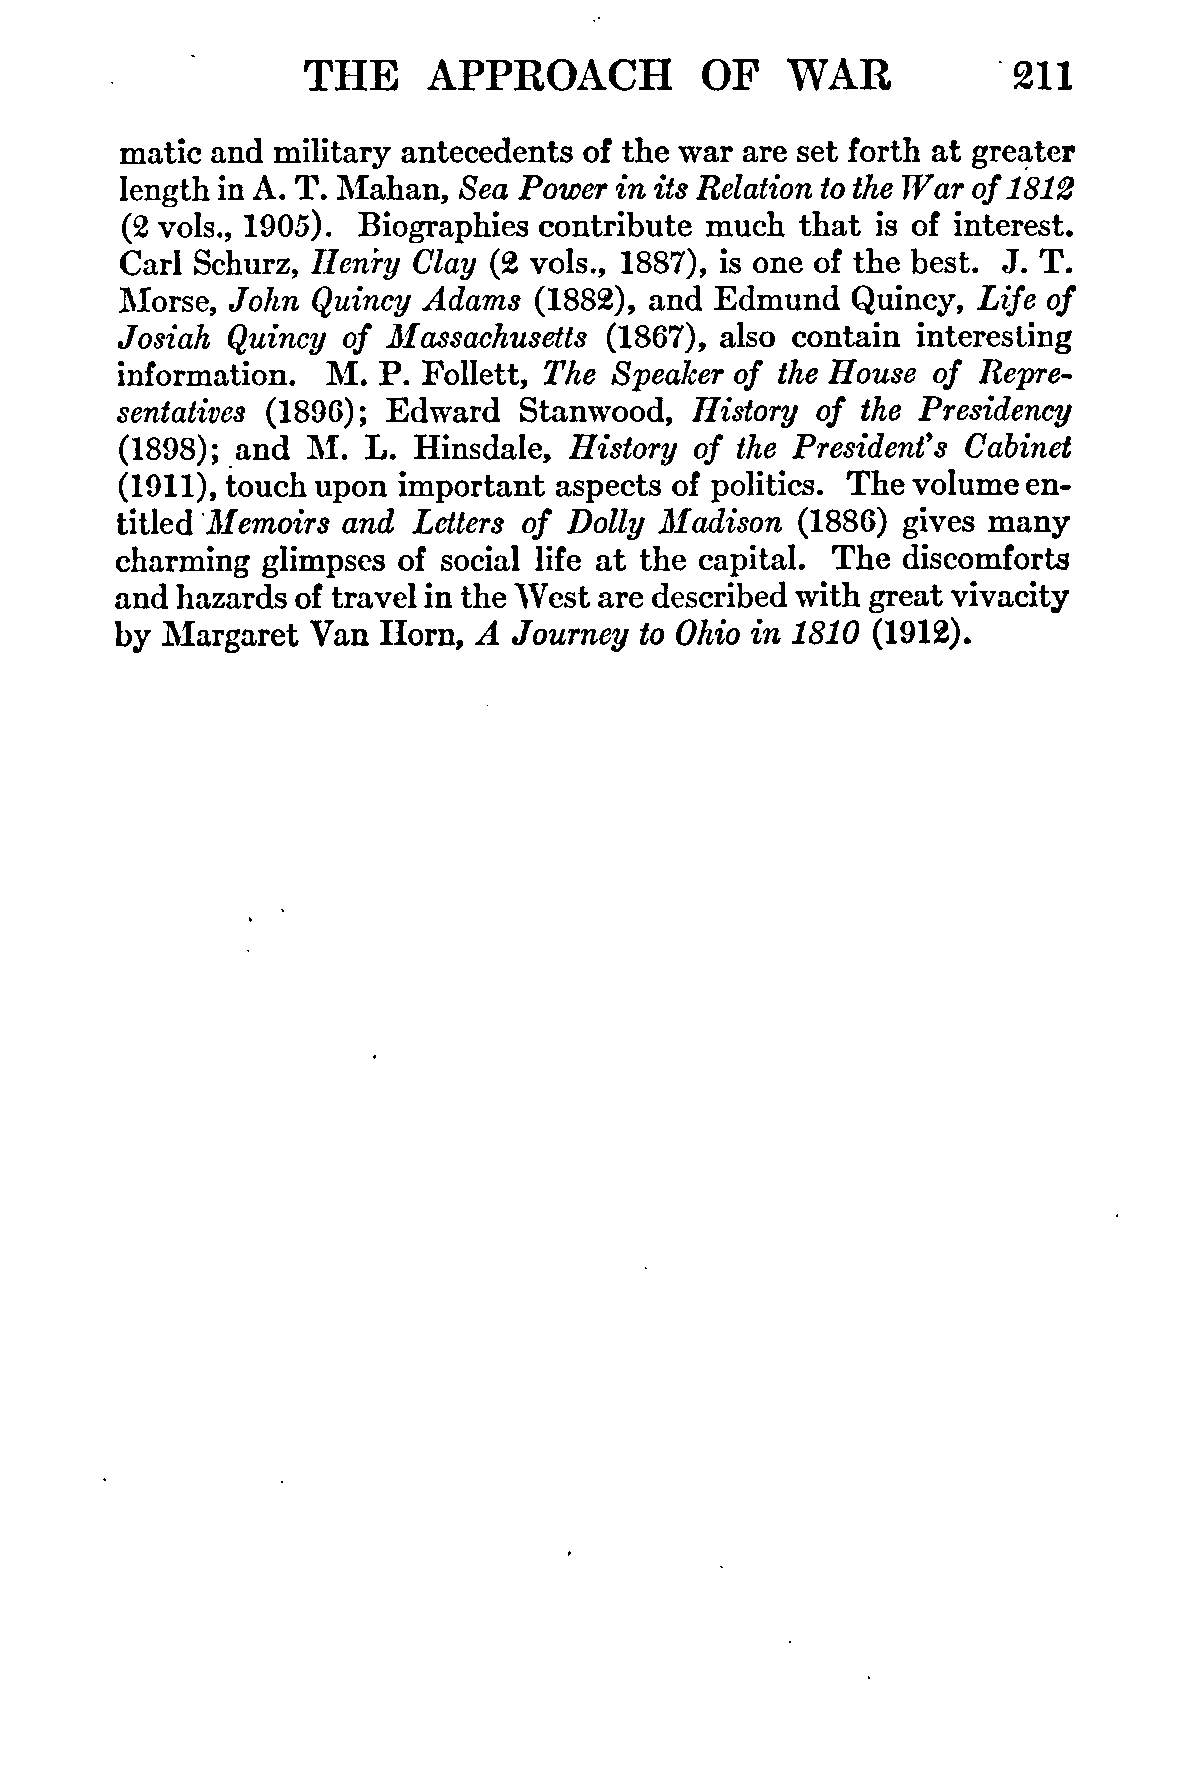 THE APPROACH OF WAR 211
matic and military antecedents of the war are set forth at greater
length in A. T. Mahan, Sea Power in its Relation to the War of 1812
(2 vols., 1905). Biographies contribute much that is of interest.
Carl Schurz, Henry Clay (2 vols., 1887), is one of the best. J. T.
Morse, John Quincy Adams (1882), and Edmund Quincy, Life of
Josiah Quincy of Massachusetts (1867), also contain interesting
information. M. P. Follett, The Speaker of the House of Repre-
sentatives (1896); Edward Stanwood, History of the Presidency
(1898); and M. L. Hinsdale, History of the President's Cabinet
(1911), touch upon important aspects of politics. The volume en-
titled Memoirs and Letters of Dolly Madison (1886) gives many
charming glimpses of social life at the capital. The discomforts
and hazards of travel in the West are described with great vivacity
by Margaret Van Horn, A Journey to Ohio in 1810 (1912).